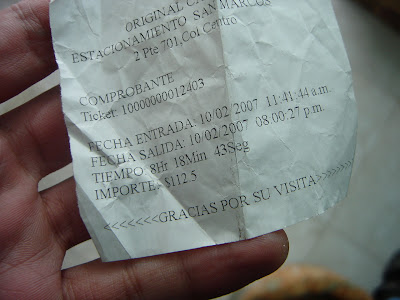 ORIGINAL
ESTACIONAMIENTO SAN MARCOS
2 Pte 701, Col Centro
COMPROBANTE
Ticket: 10000000012403
FECHA ENTRADA: 10/02/2007 11:41:44 a.m.
FECHA SALIDA: 10/02/2007 08:00:27 p.m.
TIEMPO: 8Hr 18Min 43Seg
IMPORTE: $112.5
<<<<<<<GRACIAS POR SU VISITA>>>>>>>